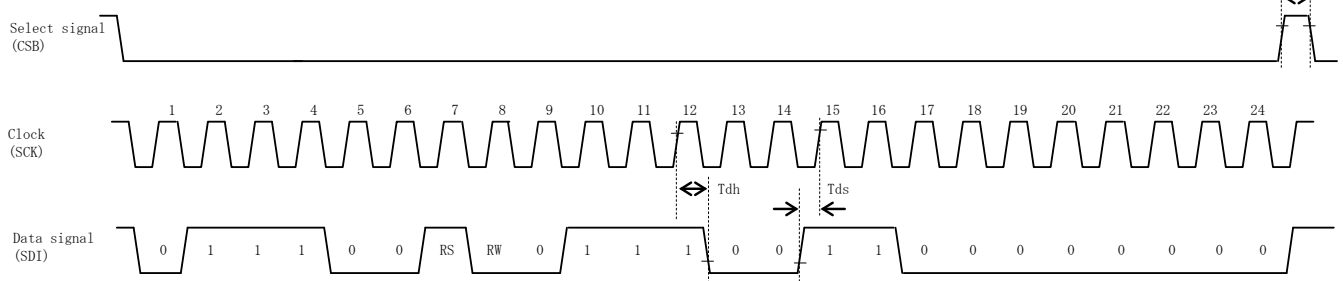 Select signal
(CSB)
1 2 3 4 5 6 7 8 9 10 11 12 13 14 15 16 17 18 19 20 21 22 23 24
Clock
(SCK)
Tdh Tds
Data signal
(SDI)
0 1 1 1 0 0 RS RW 0 1 1 1 0 0 1 1 0 0 0 0 0 0 0 0